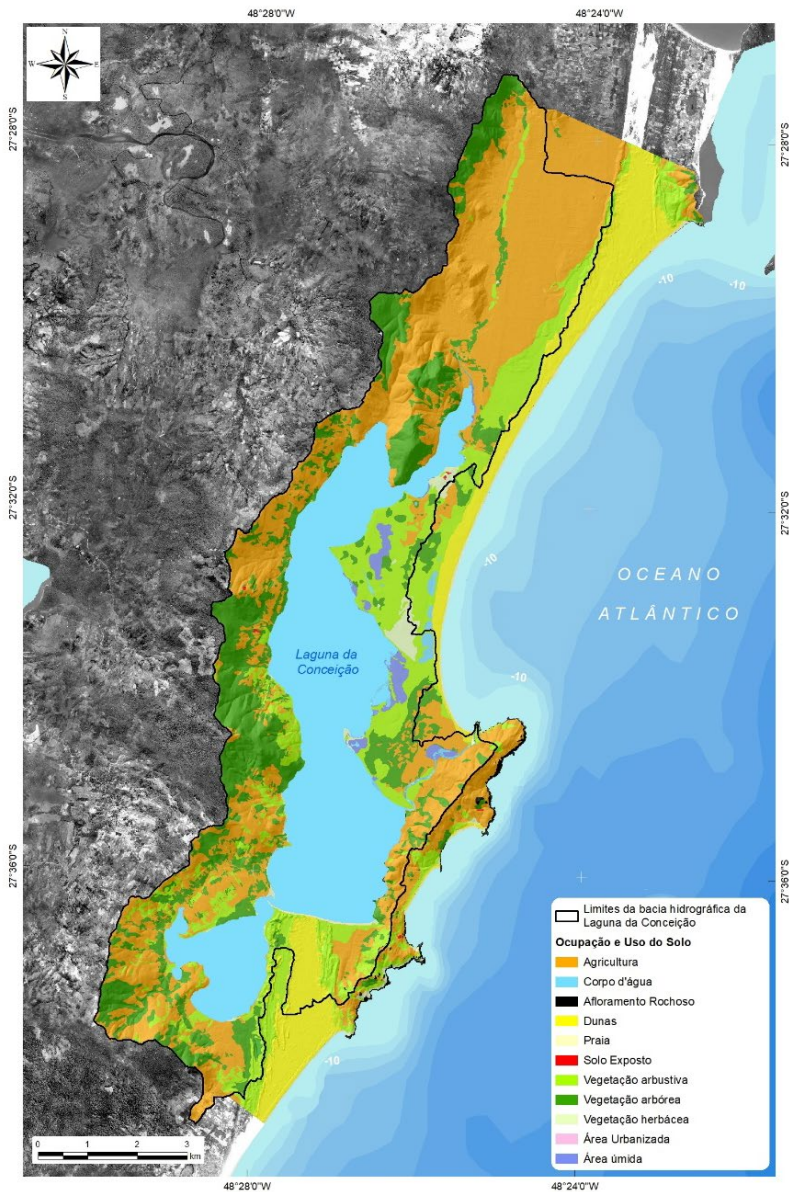 48°28'0"W
48°24'0"W
N
W
E
S
27°28'0"S
27°28'0"S
-10
-10
27°32'0"S
27°32'0"S
-10
OCEANO
ATLÂNTICO
Laguna da
Conceição
-10
27°36'0"S
27°36'0"S
Limites da bacia hidrográfica da
Laguna da Conceição
Ocupação e Uso do Solo
Agricultura
Corpo d'água
Afloramento Rochoso
Dunas
Praia
Solo Exposto
Vegetação arbustiva
Vegetação arbórea
Vegetação herbácea
Área Urbanizada
Área úmida
-10
0 1 2 3
km
48°28'0"W
48°24'0"W